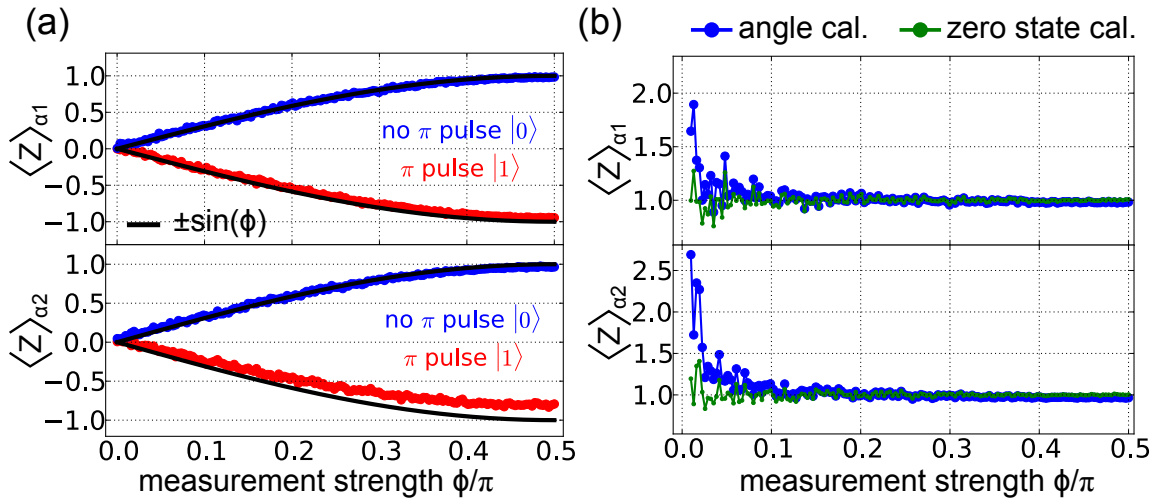 (a)
1.0
0.5
0.0
−0.5
−1.0
⟨Z⟩α1
no π pulse |0⟩
π pulse |1⟩
±sin(ϕ)
1.0
0.5
0.0
−0.5
−1.0
⟨Z⟩α2
no π pulse |0⟩
π pulse |1⟩
0.0 0.1 0.2 0.3 0.4 0.5
measurement strength ϕ/π
(b)
angle cal. zero state cal.
2.0
1.5
1.0
⟨Z⟩α1
2.5
2.0
1.5
1.0
⟨Z⟩α2
0.0 0.1 0.2 0.3 0.4 0.5
measurement strength ϕ/π